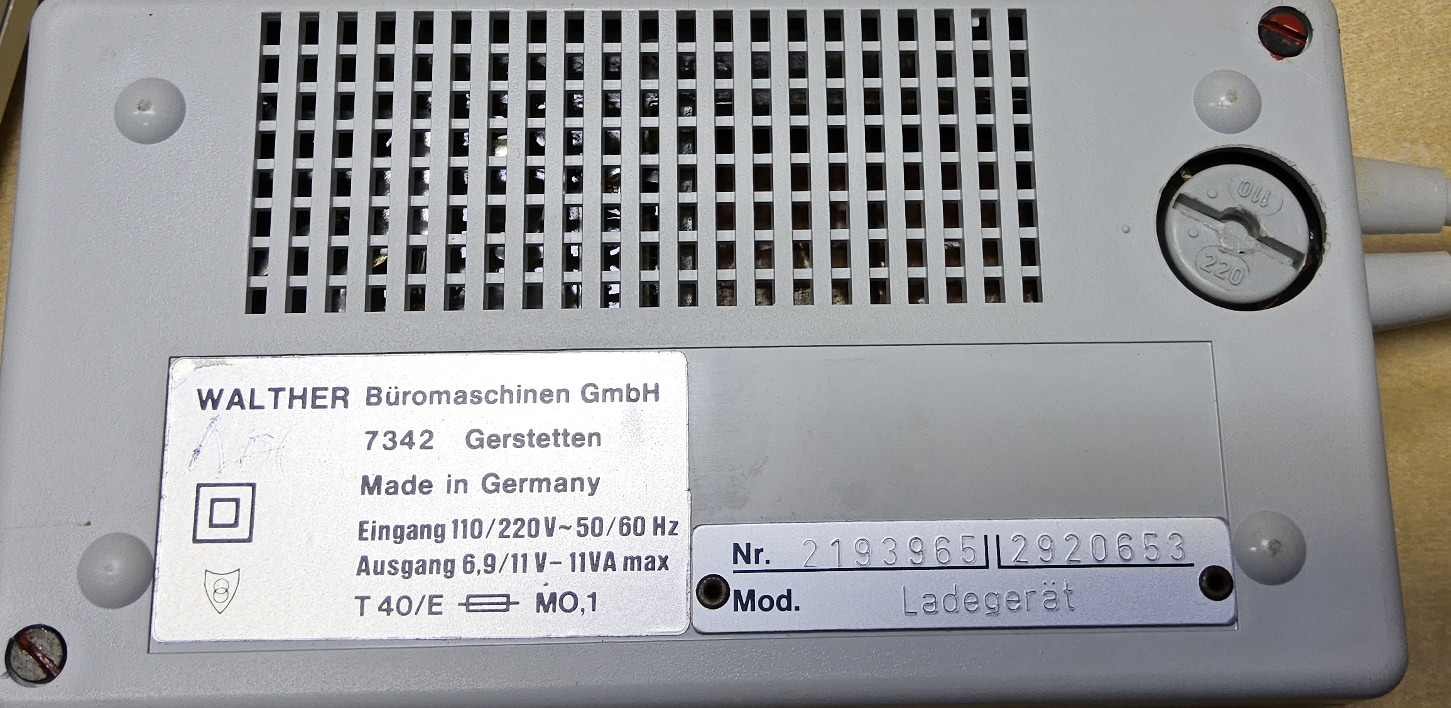 110
220
WALTHER Büromaschinen GmbH
7342 Gerstetten
Made in Germany
Eingang 110/220V~50/60 Hz
Ausgang 6,9/11 V– 11VA max
T 40/E MO,1
Nr. 2193965 2920653
Mod. Ladegerät